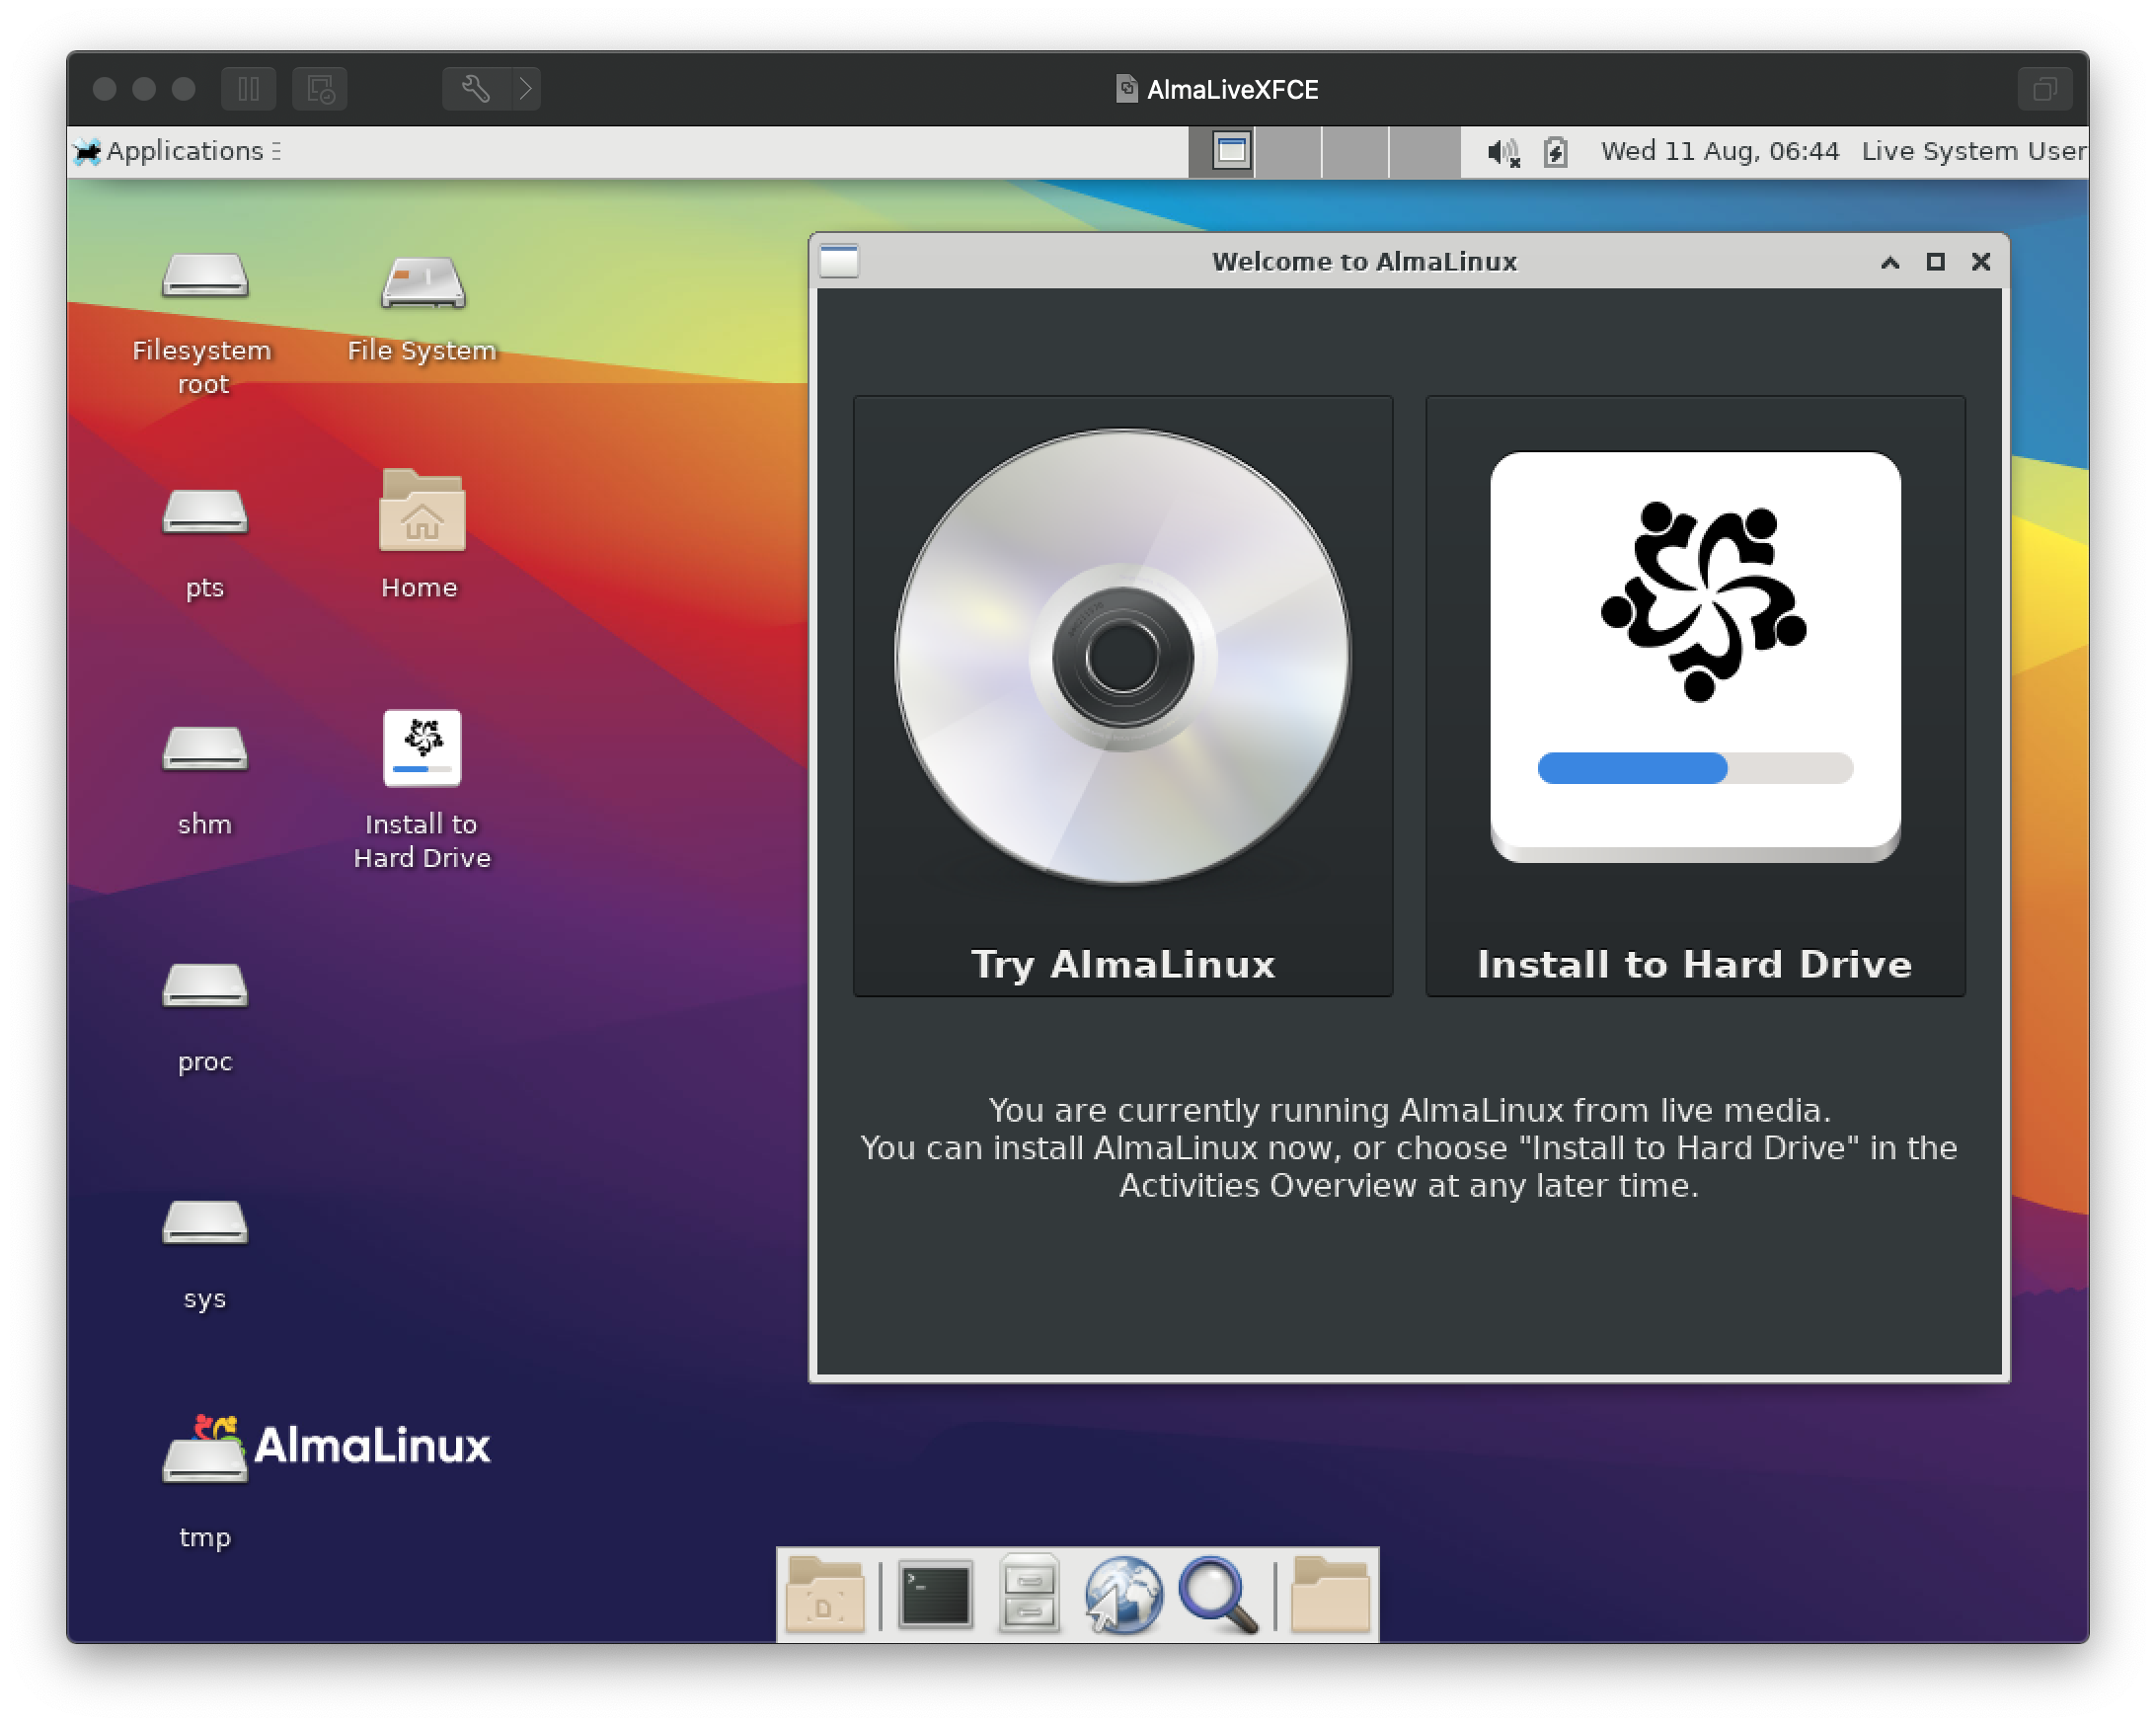 AlmaLiveXFCE
Applications
Wed 11 Aug, 06:44
Live System User
Filesystem
root
File System
pts
Home
shm
Install to
Hard Drive
proc
sys
AlmaLinux
tmp
Welcome to AlmaLinux
Try AlmaLinux
Install to Hard Drive
You are currently running AlmaLinux from live media.
You can install AlmaLinux now, or choose "Install to Hard Drive" in the
Activities Overview at any later time.
>_
D